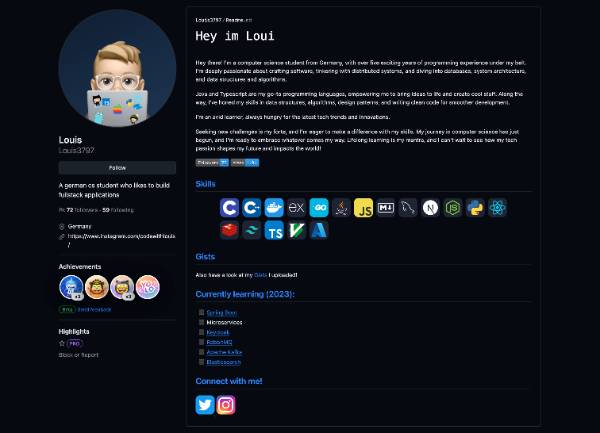 Louis
Louis3797
Follow
A german cs student who likes to build
fullstack applications
72 followers · 59 following
Germany
https://www.instagram.com/codewithlouis
/
Achievements
x3
x3
Beta Send feedback
Highlights
PRO
Block or Report
Louis3797 / Readme.md
Hey im Loui
Hey there! I'm a computer science student from Germany, with over five exciting years of programming experience under my belt.
I'm deeply passionate about crafting software, tinkering with distributed systems, and diving into databases, system architecture,
and data structures and algorithms.
Java and Typescript are my go-to programming languages, empowering me to bring ideas to life and create cool stuff. Along the
way, I've honed my skills in data structures, algorithms, design patterns, and writing clean code for smoother development.
I'm an avid learner, always hungry for the latest tech trends and innovations.
Seeking new challenges is my forte, and I'm eager to make a difference with my skills. My journey in computer science has just
begun, and I'm ready to embrace whatever comes my way. Lifelong learning is my mantra, and I can't wait to see how my tech
passion shapes my future and impacts the world!
Followers 72
Skills
C C++ ex GO JS M N TS V
Gists
Also have a look at my Gists I uploaded!
Currently learning (2023):
Spring Boot
Microservices
Keycloak
RabbitMQ
Apache Kafka
Elasticsearch
Connect with me!